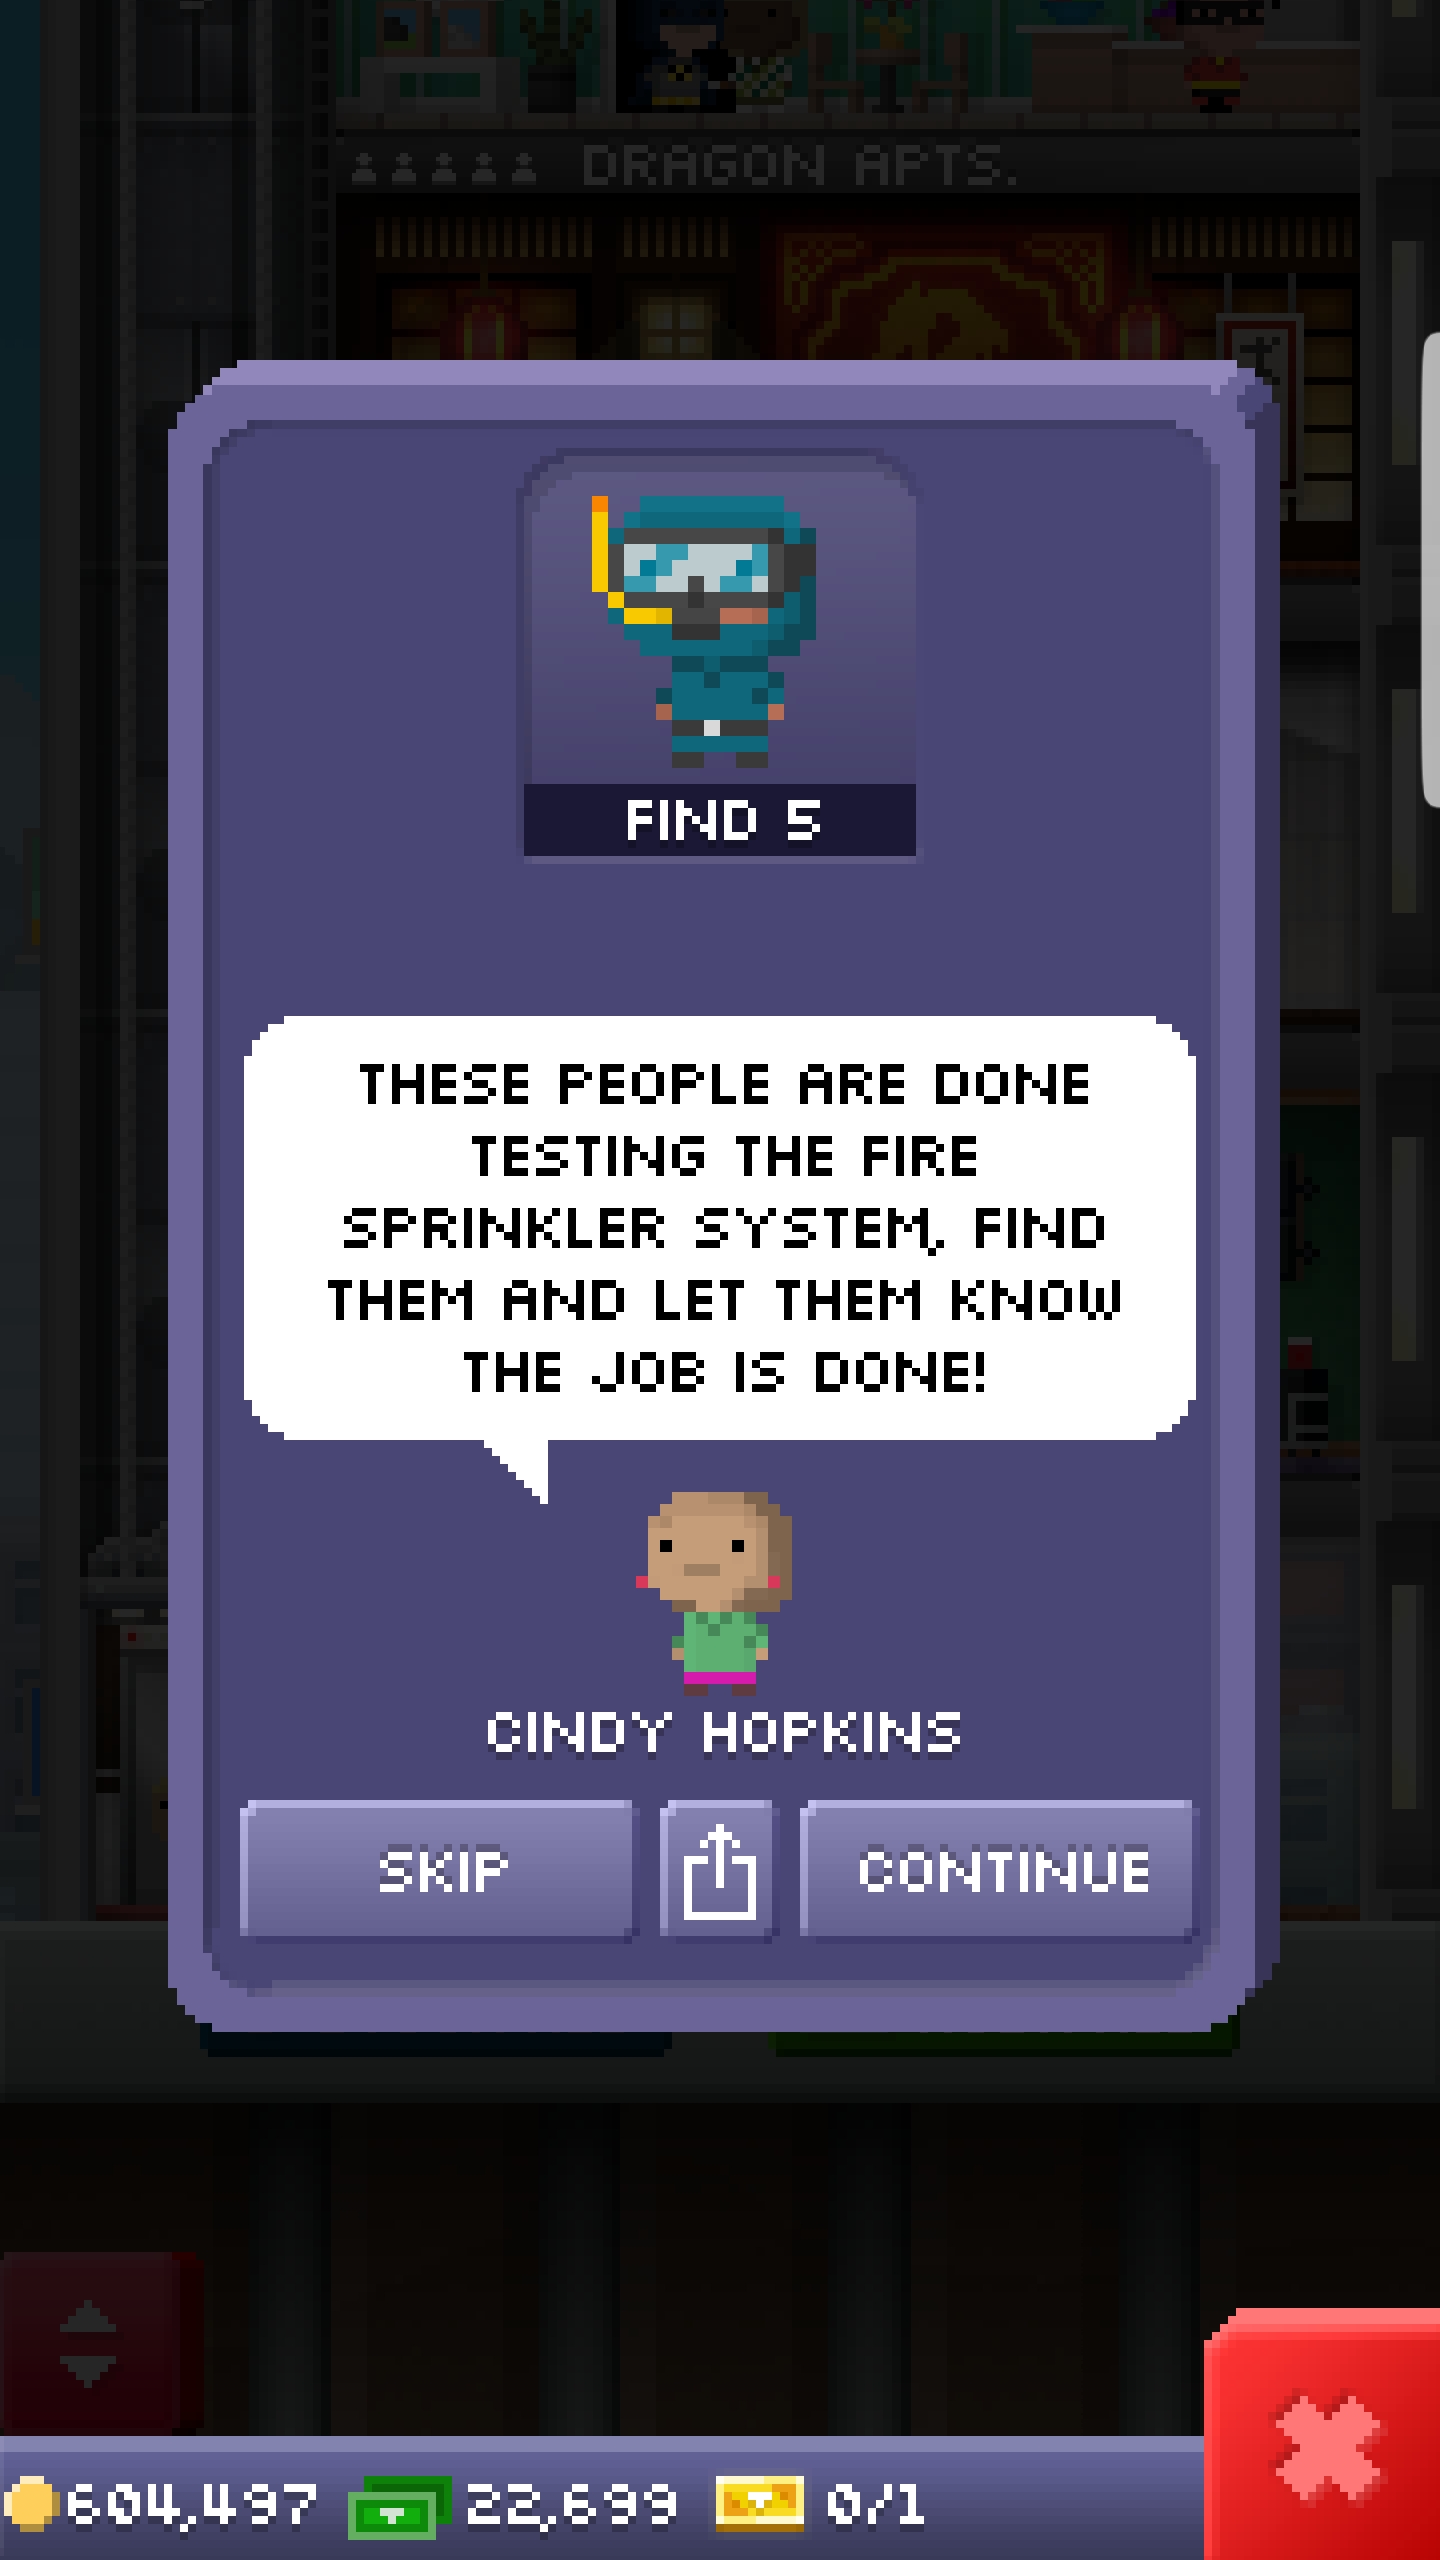 DRAGON APTS.
FIND 5
THESE PEOPLE ARE DONE
TESTING THE FIRE
SPRINKLER SYSTEM, FIND
THEM AND LET THEM KNOW
THE JOB IS DONE!
CINDY HOPKINS
SKIP
CONTINUE
604,497
22,699
0/1